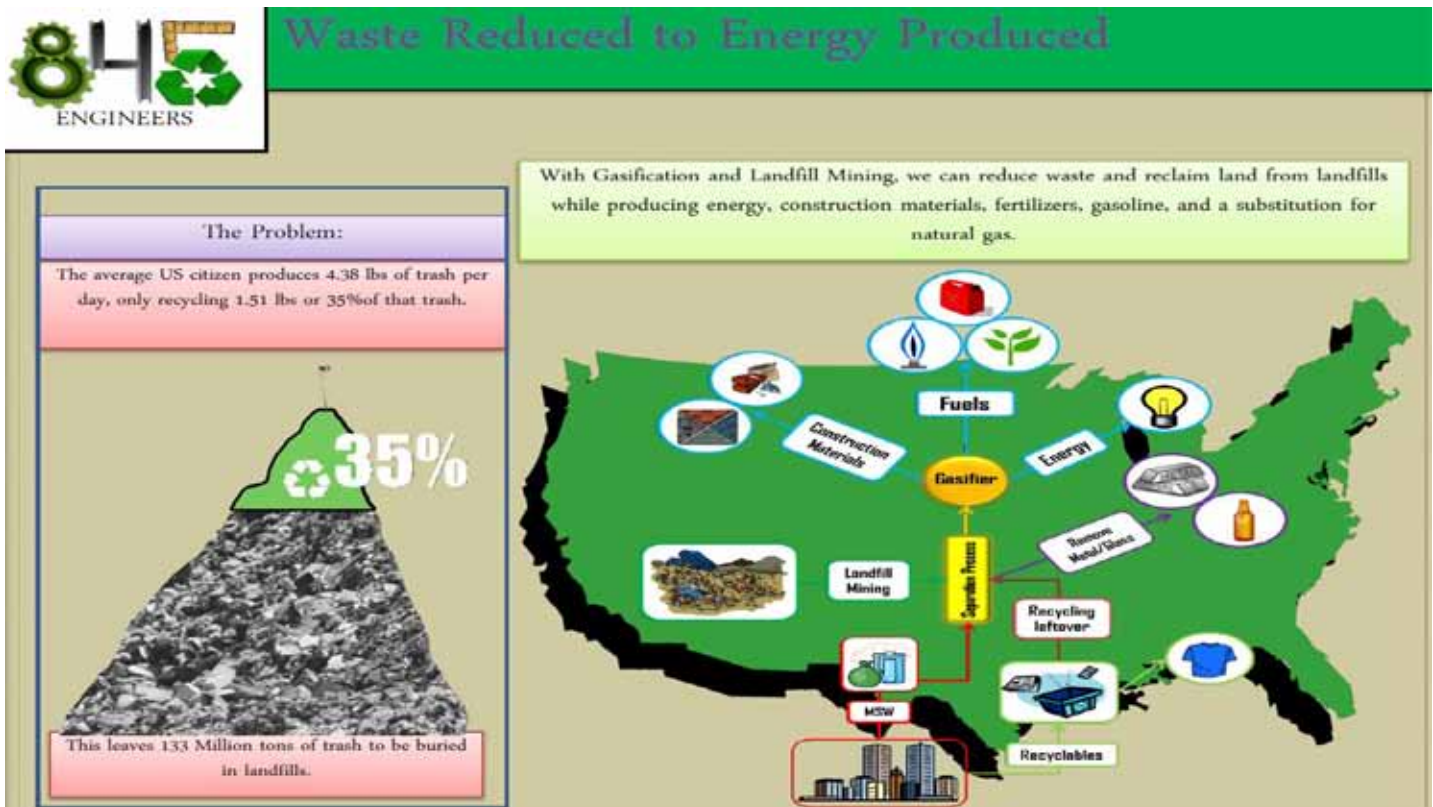 845
ENGINEERS
Waste Reduced to Energy Produced
The Problem:
The average US citizen produces 4.38 lbs of trash per
day, only recycling 1.51 lbs or 35%of that trash.
35%
This leaves 133 Million tons of trash to be buried
in landfills.
With Gasification and Landfill Mining, we can reduce waste and reclaim land from landfills
while producing energy, construction materials, fertilizers, gasoline, and a substitution for
natural gas.
Fuels
Construction
Materials
Energy
Gasifier
Remove
Metal/Glass
Separation Process
Landfill
Mining
Recycling
leftover
MSW
Recyclables